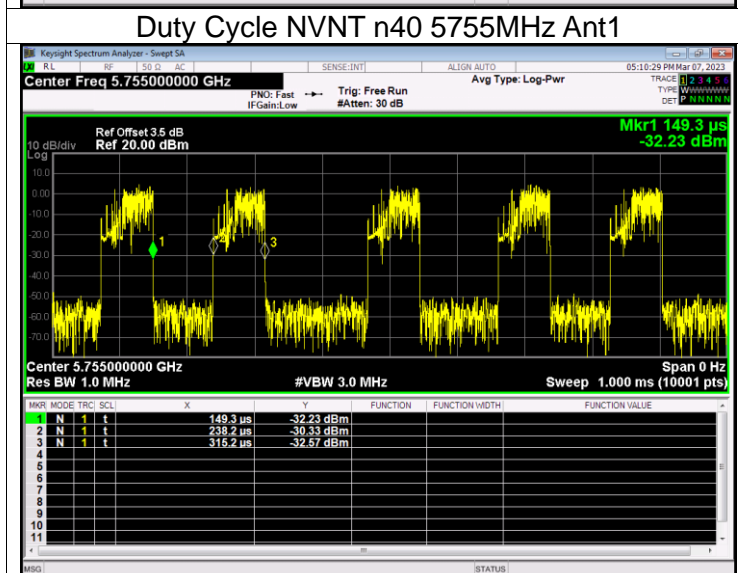 Duty Cycle NVNT n40 5755MHz Ant1
Keysight Spectrum Analyzer - Swept SA
LXI RL RF 50 Ω AC SENSE:INT ALIGN AUTO 05:10:29 PM Mar 07, 2023
Center Freq 5.755000000 GHz Avg Type: Log-Pwr TRACE 1 2 3 4 5 6
PNO: Fast Trig: Free Run TYPE WWWWWW
IFGain:Low #Atten: 30 dB DET P N N N N N
Mkr1 149.3 µs
-32.23 dBm
Ref Offset 3.5 dB
10 dB/div Ref 20.00 dBm
Log
10.0
0.00
-10.0
-20.0
-30.0
-40.0
-50.0
-60.0
-70.0
1
2
3
Center 5.755000000 GHz Span 0 Hz
Res BW 1.0 MHz #VBW 3.0 MHz Sweep 1.000 ms (10001 pts)
MKR MODE TRC SCL X Y FUNCTION FUNCTION WIDTH FUNCTION VALUE
1 N 1 t 149.3 µs -32.23 dBm
2 N 1 t 238.2 µs -30.33 dBm
3 N 1 t 315.2 µs -32.57 dBm
4
5
6
7
8
9
10
11
MSG STATUS